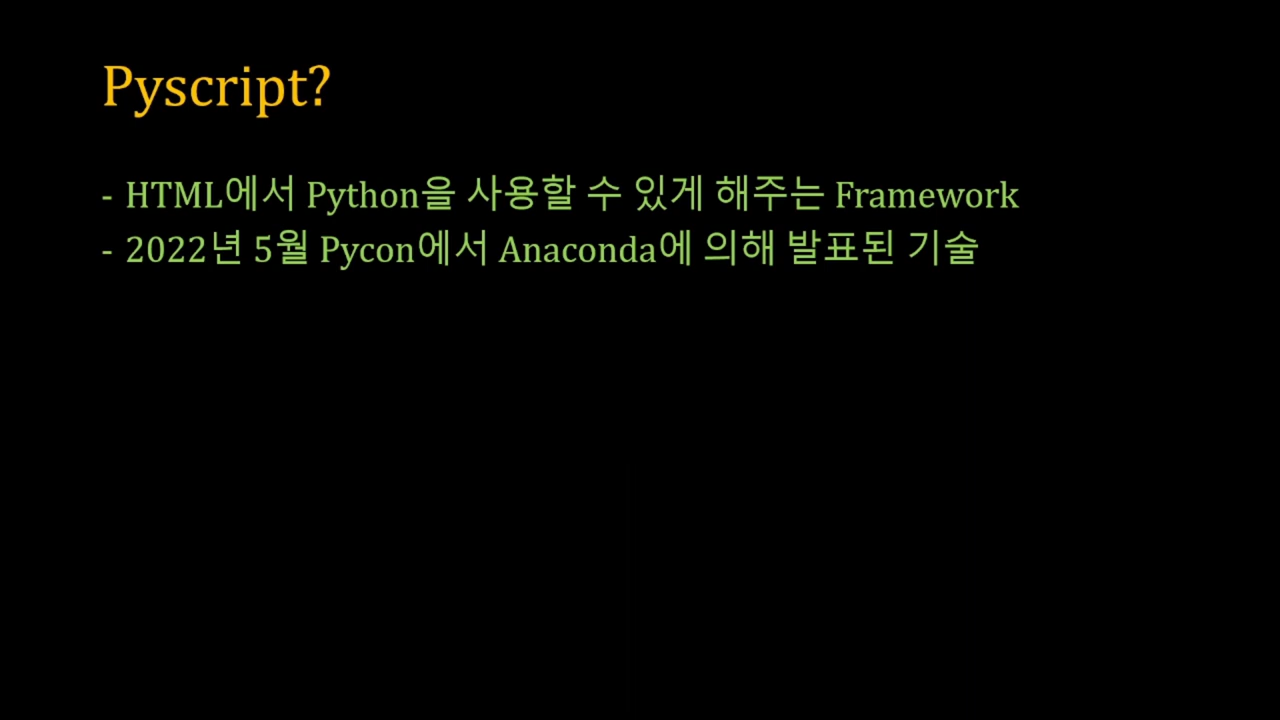 Pyscript?
- HTML에서 Python을 사용할 수 있게 해주는 Framework
- 2022년 5월 Pycon에서 Anaconda에 의해 발표된 기술